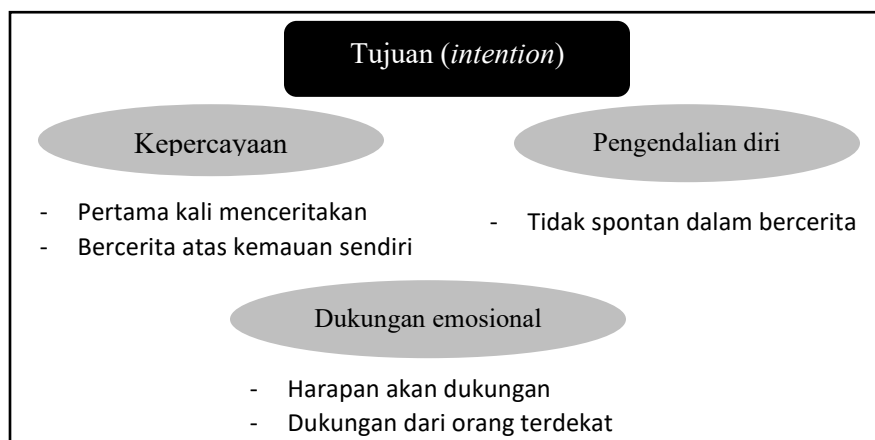 Tujuan (intention)
Kepercayaan
Pengendalian diri
- Pertama kali menceritakan
- Bercerita atas kemauan sendiri
- Tidak spontan dalam bercerita
Dukungan emosional
- Harapan akan dukungan
- Dukungan dari orang terdekat